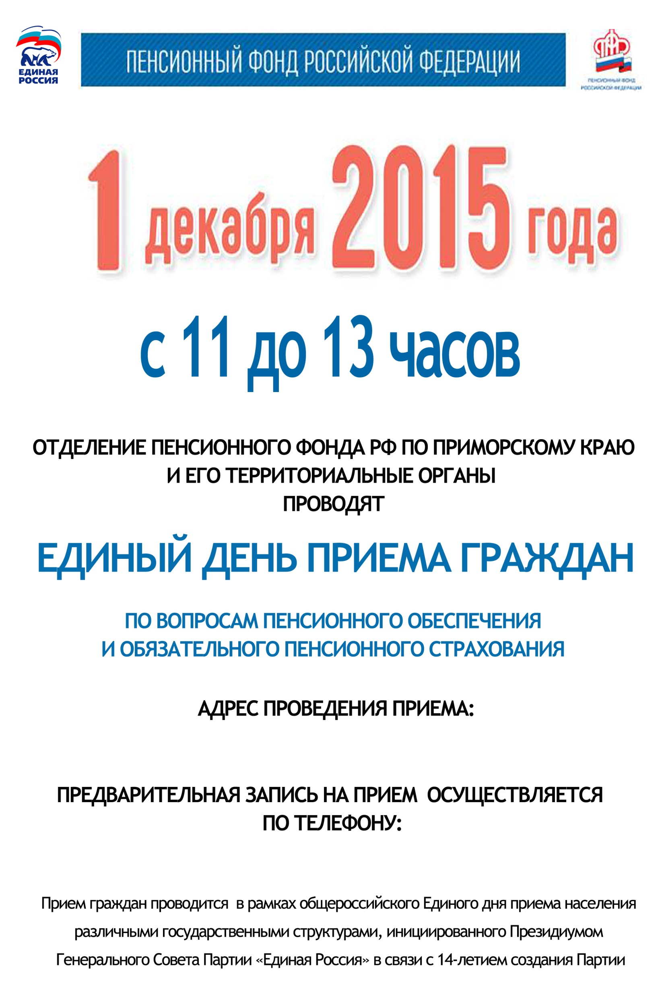 ЕДИНАЯ
РОССИЯ
ПЕНСИОННЫЙ ФОНД РОССИЙСКОЙ ФЕДЕРАЦИИ
ПФР
ПЕНСИОННЫЙ ФОНД
РОССИЙСКОЙ ФЕДЕРАЦИИ
1 декабря 2015 года
с 11 до 13 часов
ОТДЕЛЕНИЕ ПЕНСИОННОГО ФОНДА РФ ПО ПРИМОРСКОМУ КРАЮ
И ЕГО ТЕРРИТОРИАЛЬНЫЕ ОРГАНЫ
ПРОВОДЯТ
ЕДИНЫЙ ДЕНЬ ПРИЕМА ГРАЖДАН
ПО ВОПРОСАМ ПЕНСИОННОГО ОБЕСПЕЧЕНИЯ
И ОБЯЗАТЕЛЬНОГО ПЕНСИОННОГО СТРАХОВАНИЯ
АДРЕС ПРОВЕДЕНИЯ ПРИЕМА:
ПРЕДВАРИТЕЛЬНАЯ ЗАПИСЬ НА ПРИЕМ ОСУЩЕСТВЛЯЕТСЯ
ПО ТЕЛЕФОНУ:
Прием граждан проводится в рамках общероссийского Единого дня приема населения
различными государственными структурами, инициированного Президиумом
Генерального Совета Партии «Единая Россия» в связи с 14-летием создания Партии